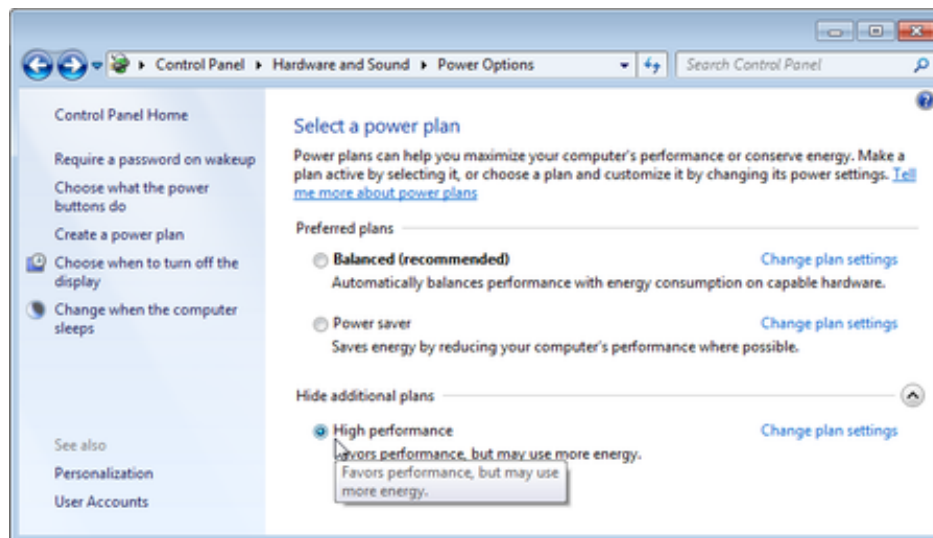 Control Panel ▸ Hardware and Sound ▸ Power Options
Search Control Panel
Control Panel Home
Require a password on wakeup
Choose what the power
buttons do
Create a power plan
Choose when to turn off the
display
Change when the computer
sleeps
See also
Personalization
User Accounts
Select a power plan
Power plans can help you maximize your computer's performance or conserve energy. Make a
plan active by selecting it, or choose a plan and customize it by changing its power settings. Tell
me more about power plans
Preferred plans
Balanced (recommended) Change plan settings
Automatically balances performance with energy consumption on capable hardware.
Power saver Change plan settings
Saves energy by reducing your computer's performance where possible.
Hide additional plans
High performance Change plan settings
Favors performance, but may use more energy.
Favors performance, but may use
more energy.